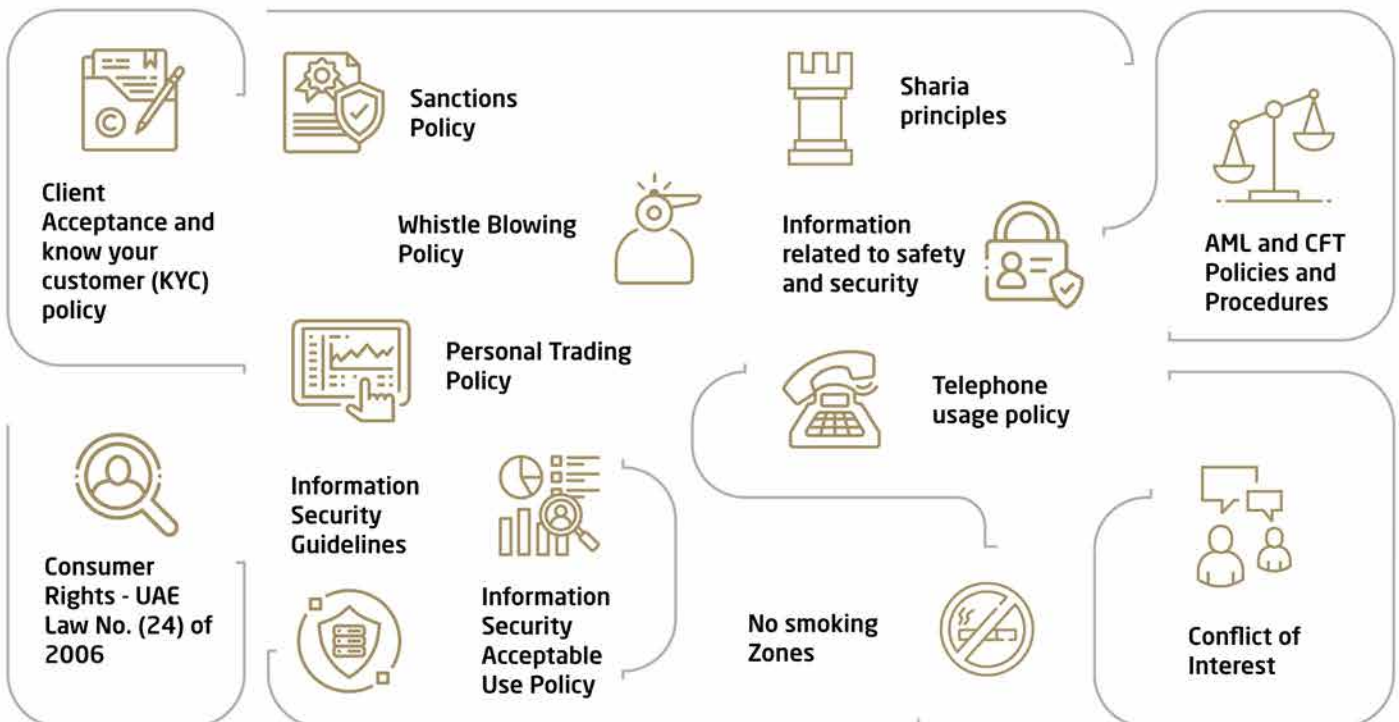 Client
Acceptance and
know your
customer (KYC)
policy
Sanctions
Policy
Sharia
principles
Whistle Blowing
Policy
Information
related to safety
and security
AML and CFT
Policies and
Procedures
Personal Trading
Policy
Telephone
usage policy
Consumer
Rights - UAE
Law No. (24) of
2006
Information
Security
Guidelines
Information
Security
Acceptable
Use Policy
No smoking
Zones
Conflict of
Interest